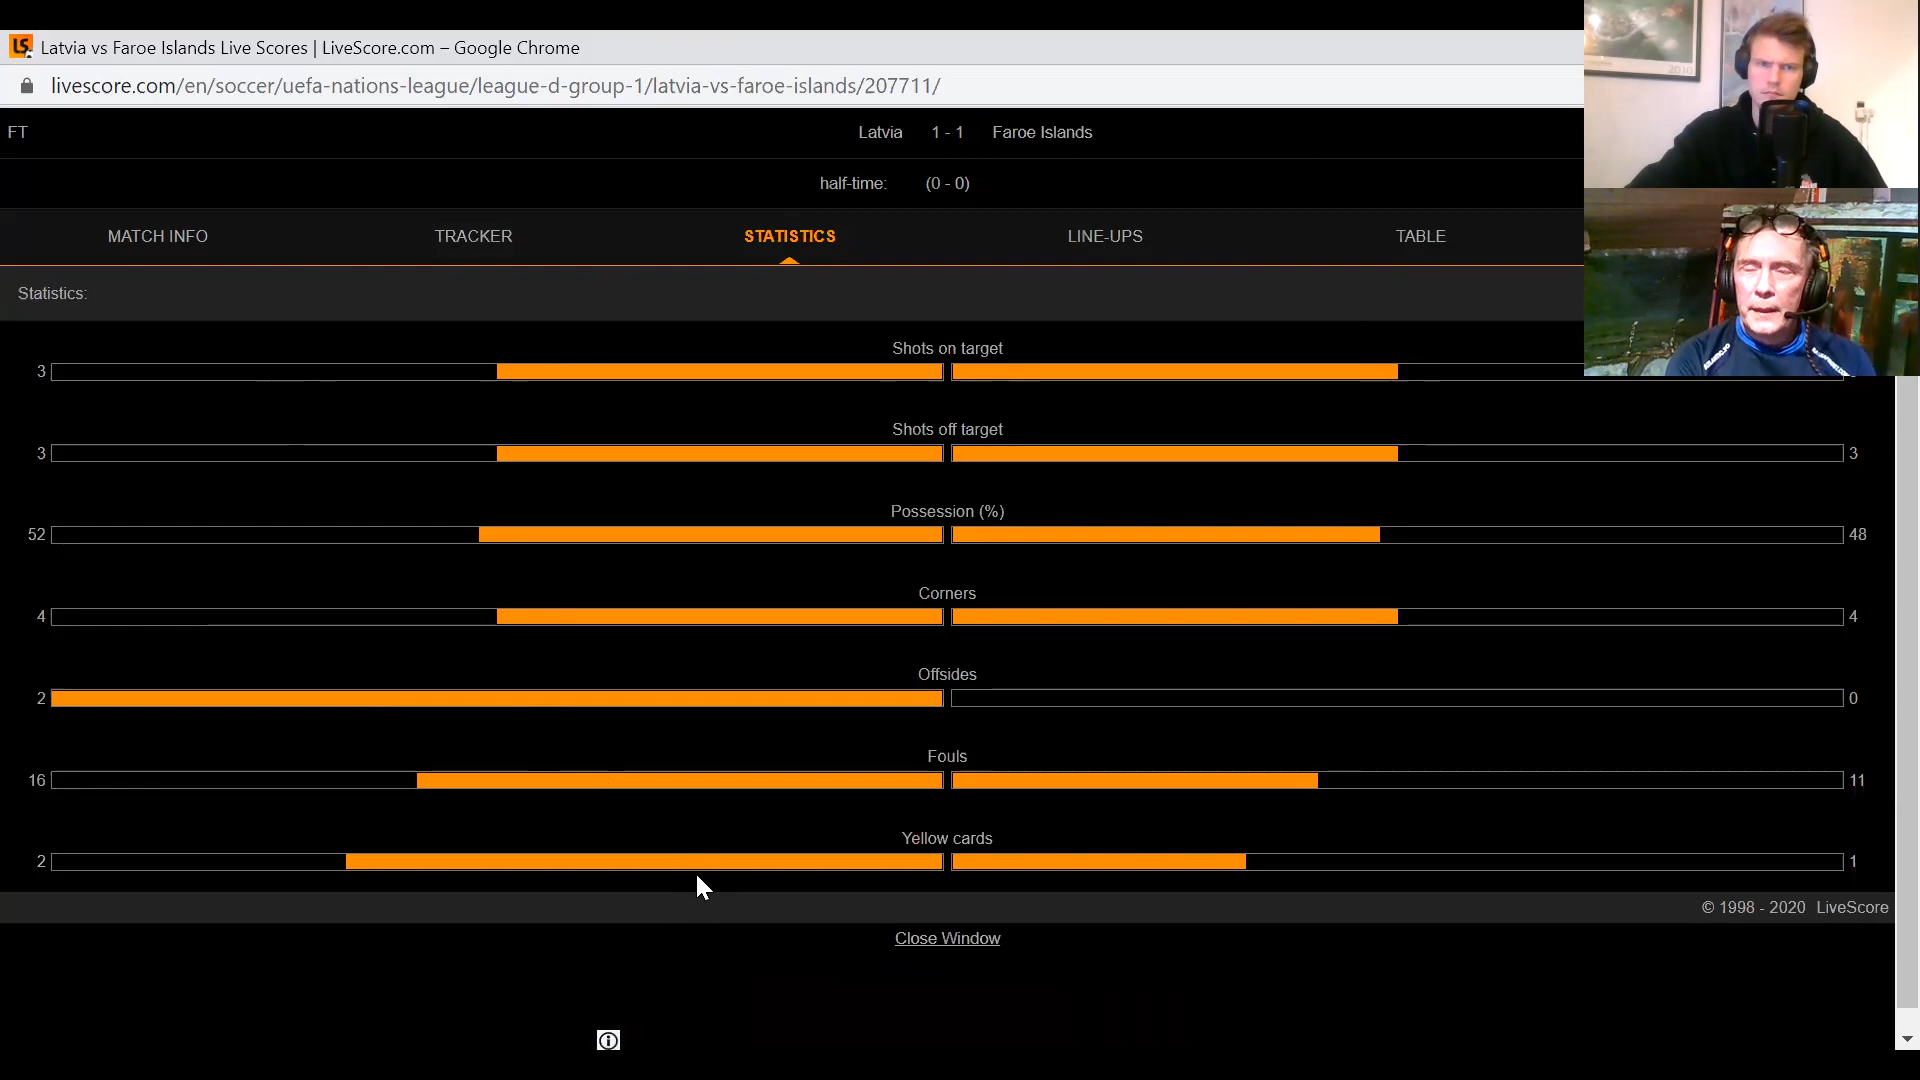 LS Latvia vs Faroe Islands Live Scores | LiveScore.com – Google Chrome
livescore.com/en/soccer/uefa-nations-league/league-d-group-1/latvia-vs-faroe-islands/207711/
2010
FT Latvia 1 - 1 Faroe Islands
half-time: (0 - 0)
MATCH INFO TRACKER STATISTICS LINE-UPS TABLE
Statistics:
Shots on target
3
Shots off target
3 3
Possession (%)
52 48
Corners
4 4
Offsides
2 0
Fouls
16 11
Yellow cards
2 1
© 1998 - 2020 LiveScore
Close Window